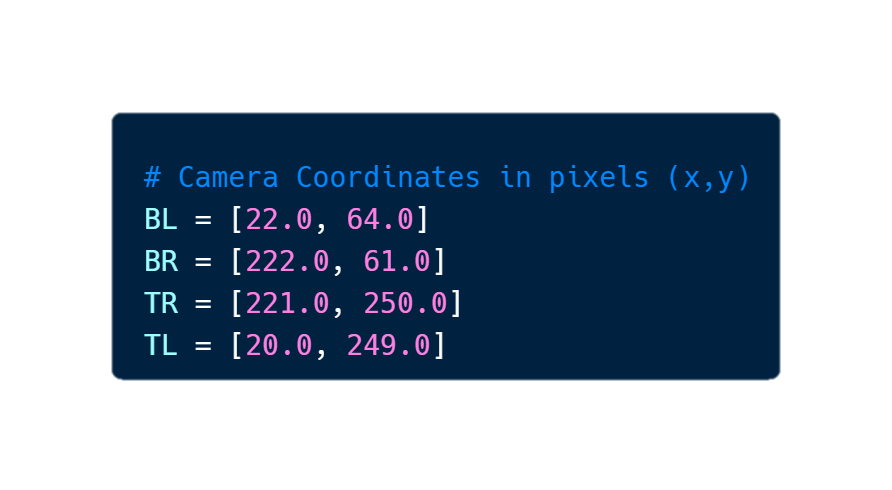 # Camera Coordinates in pixels (x,y)
BL = [22.0, 64.0]
BR = [222.0, 61.0]
TR = [221.0, 250.0]
TL = [20.0, 249.0]